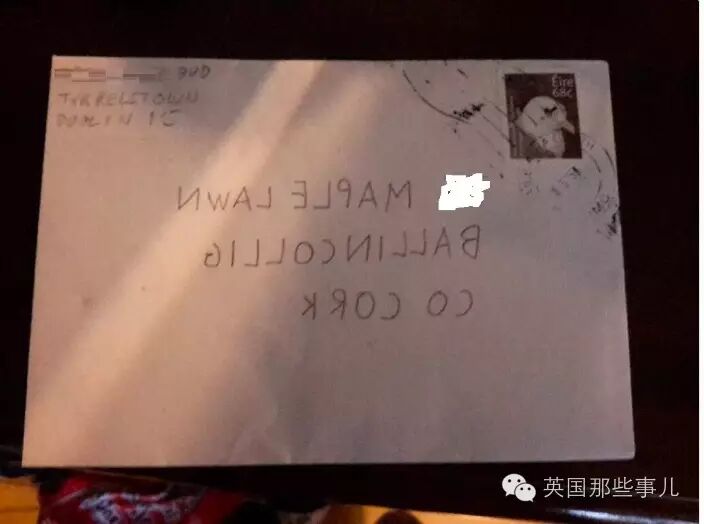 TYRRELSTOWN
DUBLIN 15
Éire
68c
MAPLE LAWN
BALLINCOLLIG
CO CORK
英国那些事儿